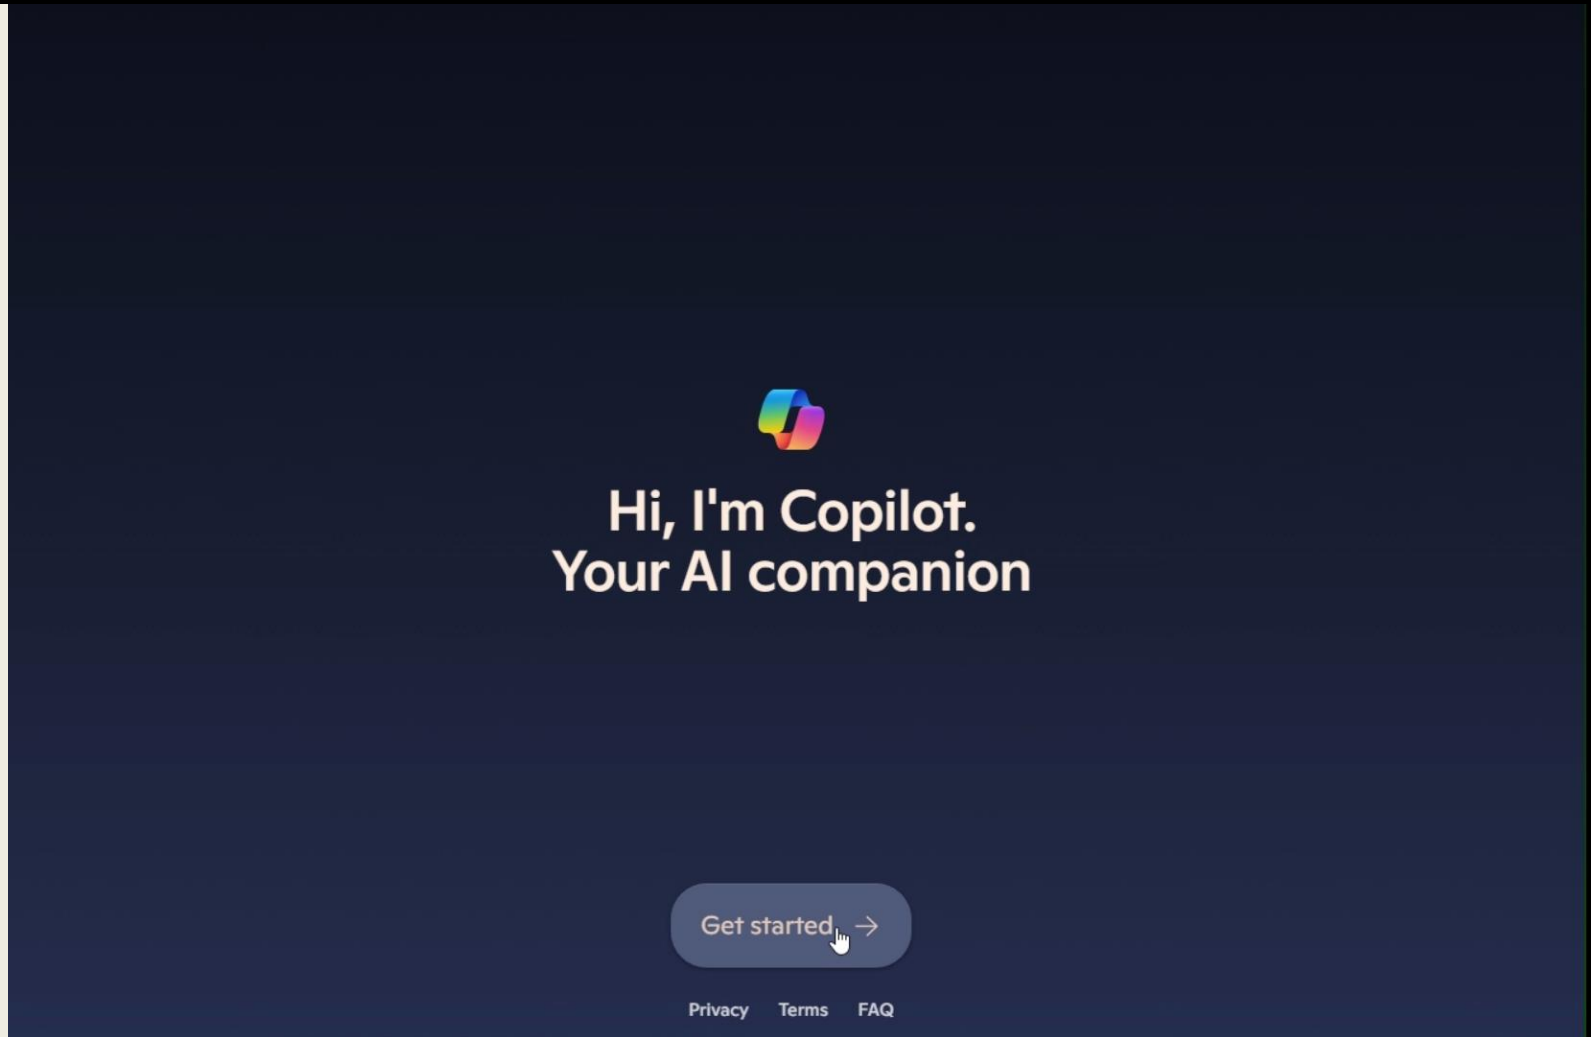 Hi, I'm Copilot.
Your AI companion
Get started
Privacy Terms FAQ